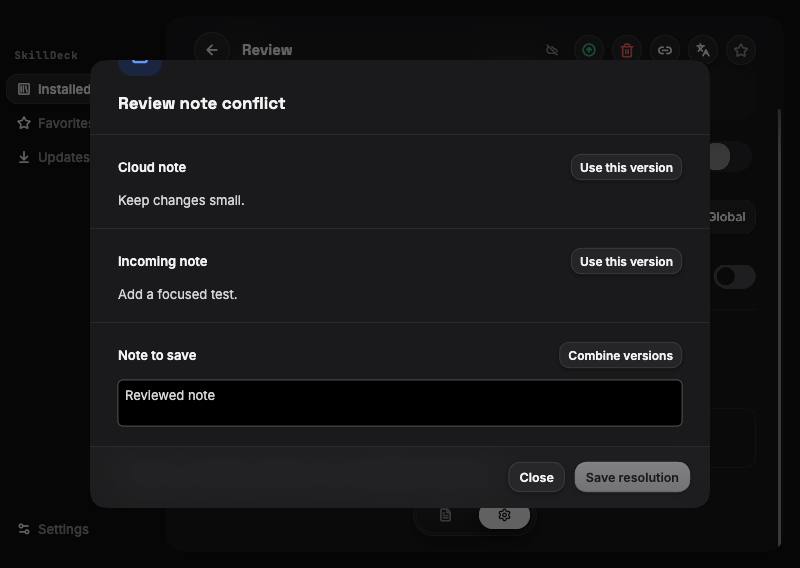 SkillDeck
Review
Installed
Favorites
Updates
Review note conflict
Cloud note
Use this version
Keep changes small.
Global
Incoming note
Use this version
Add a focused test.
Note to save
Combine versions
Reviewed note
Close
Save resolution
Settings